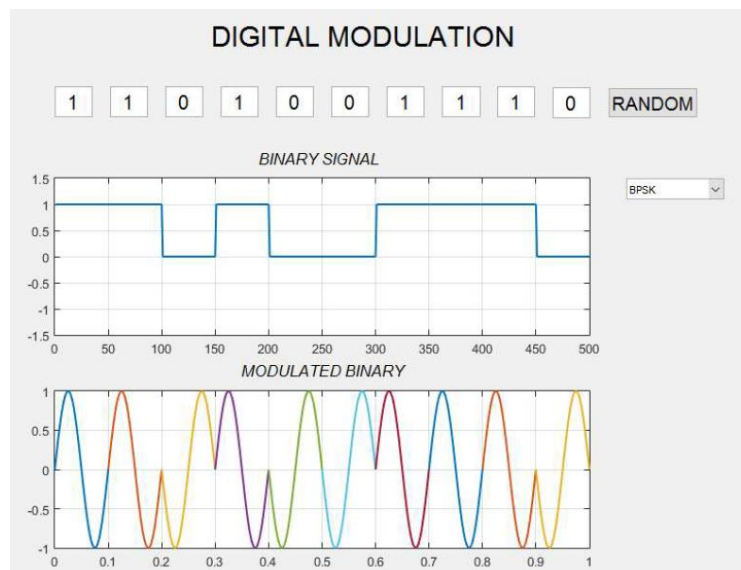 DIGITAL MODULATION
1 1 0 1 0 0 1 1 1 0 RANDOM
BINARY SIGNAL
BPSK
1.5
1
0.5
0
-0.5
-1
-1.5
0 50 100 150 200 250 300 350 400 450 500
MODULATED BINARY
1
0.5
0
-0.5
-1
0 0.1 0.2 0.3 0.4 0.5 0.6 0.7 0.8 0.9 1